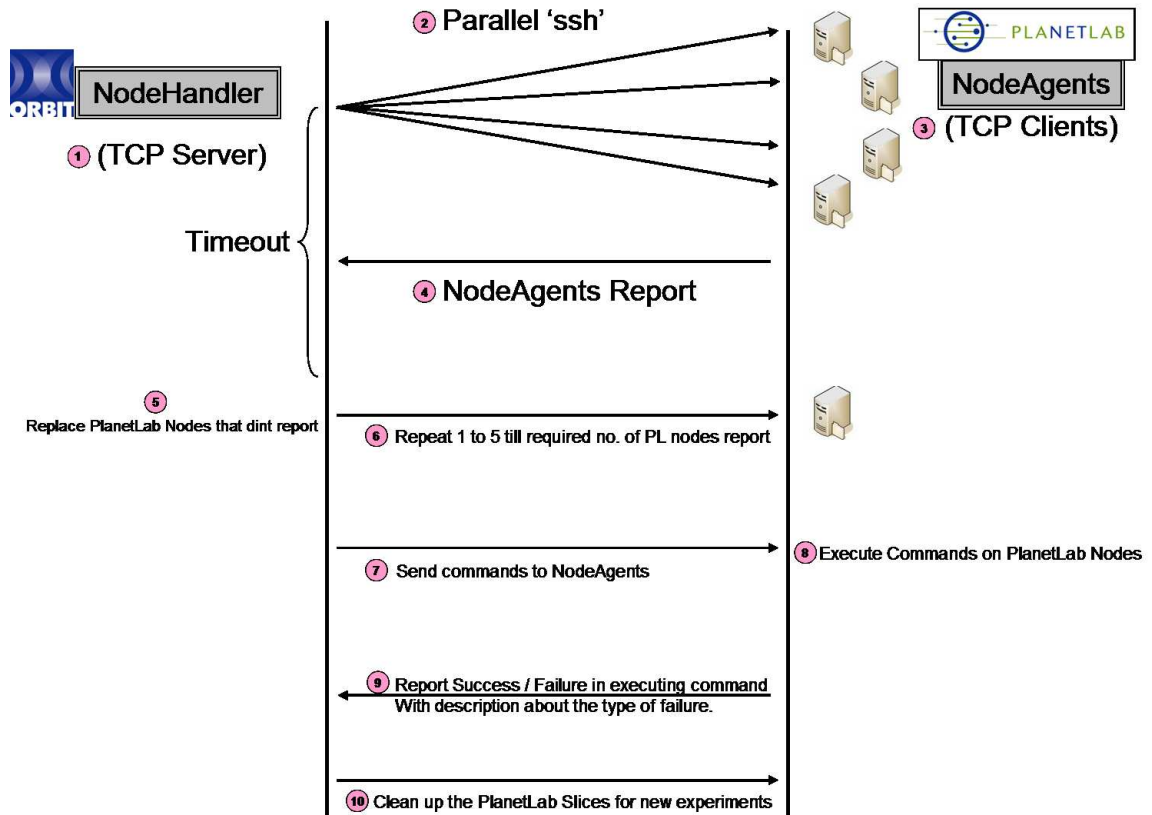 2 Parallel ‘ssh’
PLANETLAB
ORBIT
NodeHandler
NodeAgents
1 (TCP Server)
3 (TCP Clients)
Timeout
4 NodeAgents Report
5
Replace PlanetLab Nodes that dint report
6 Repeat 1 to 5 till required no. of PL nodes report
7 Send commands to NodeAgents
8 Execute Commands on PlanetLab Nodes
9 Report Success / Failure in executing command
With description about the type of failure.
10 Clean up the PlanetLab Slices for new experiments